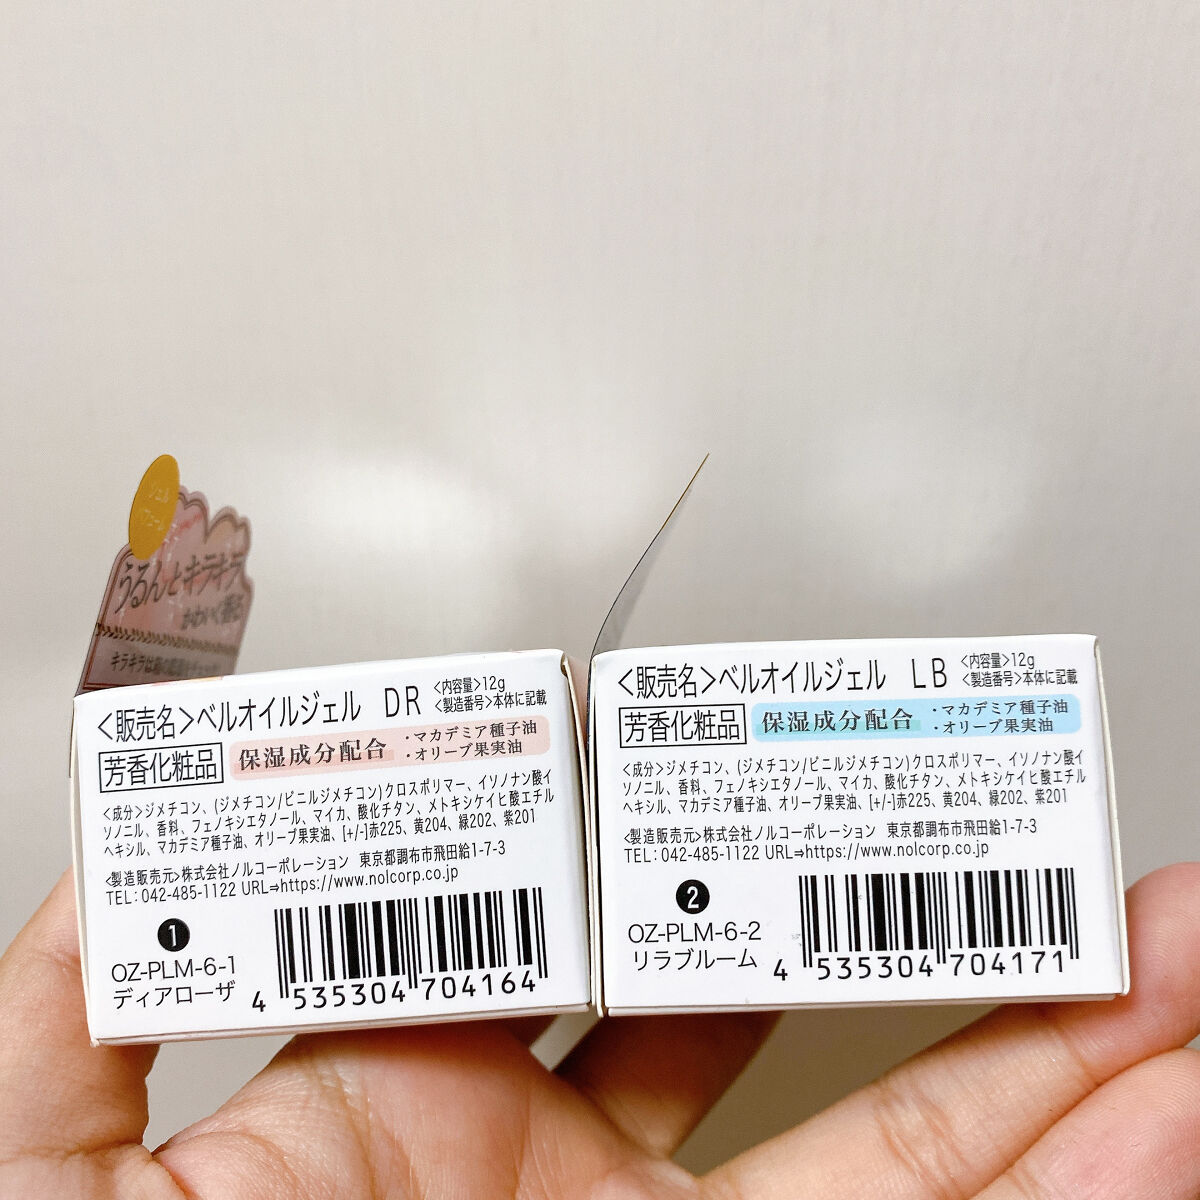 ジェル
パフューム
うるんとキラキラ
かわいく香る
<販売名>ベルオイルジェル DR
<内容量>12g
<製造番号>本体に記載
芳香化粧品
保湿成分配合
・マカデミア種子油
・オリーブ果実油
<成分>ジメチコン、(ジメチコン/ビニルジメチコン)クロスポリマー、イソノナン酸イ
ソノニル、香料、フェノキシエタノール、マイカ、酸化チタン、メトキシケイヒ酸エチル
ヘキシル、マカデミア種子油、オリーブ果実油、[+/-]赤225、黄204、緑202、紫201
<製造販売元>株式会社ノルコーポレーション 東京都調布市飛田給1-7-3
TEL:042-485-1122 URL⇒https://www.nolcorp.co.jp
1
OZ-PLM-6-1
ディアローザ
4 535304 704164
<販売名>ベルオイルジェル LB
<内容量>12g
<製造番号>本体に記載
芳香化粧品
保湿成分配合
・マカデミア種子油
・オリーブ果実油
<成分>ジメチコン、(ジメチコン/ビニルジメチコン)クロスポリマー、イソノナン酸イ
ソノニル、香料、フェノキシエタノール、マイカ、酸化チタン、メトキシケイヒ酸エチル
ヘキシル、マカデミア種子油、オリーブ果実油、[+/-]赤225、黄204、緑202、紫201
<製造販売元>株式会社ノルコーポレーション 東京都調布市飛田給1-7-3
TEL:042-485-1122 URL⇒https://www.nolcorp.co.jp
2
OZ-PLM-6-2
リラブルーム
4 535304 704171